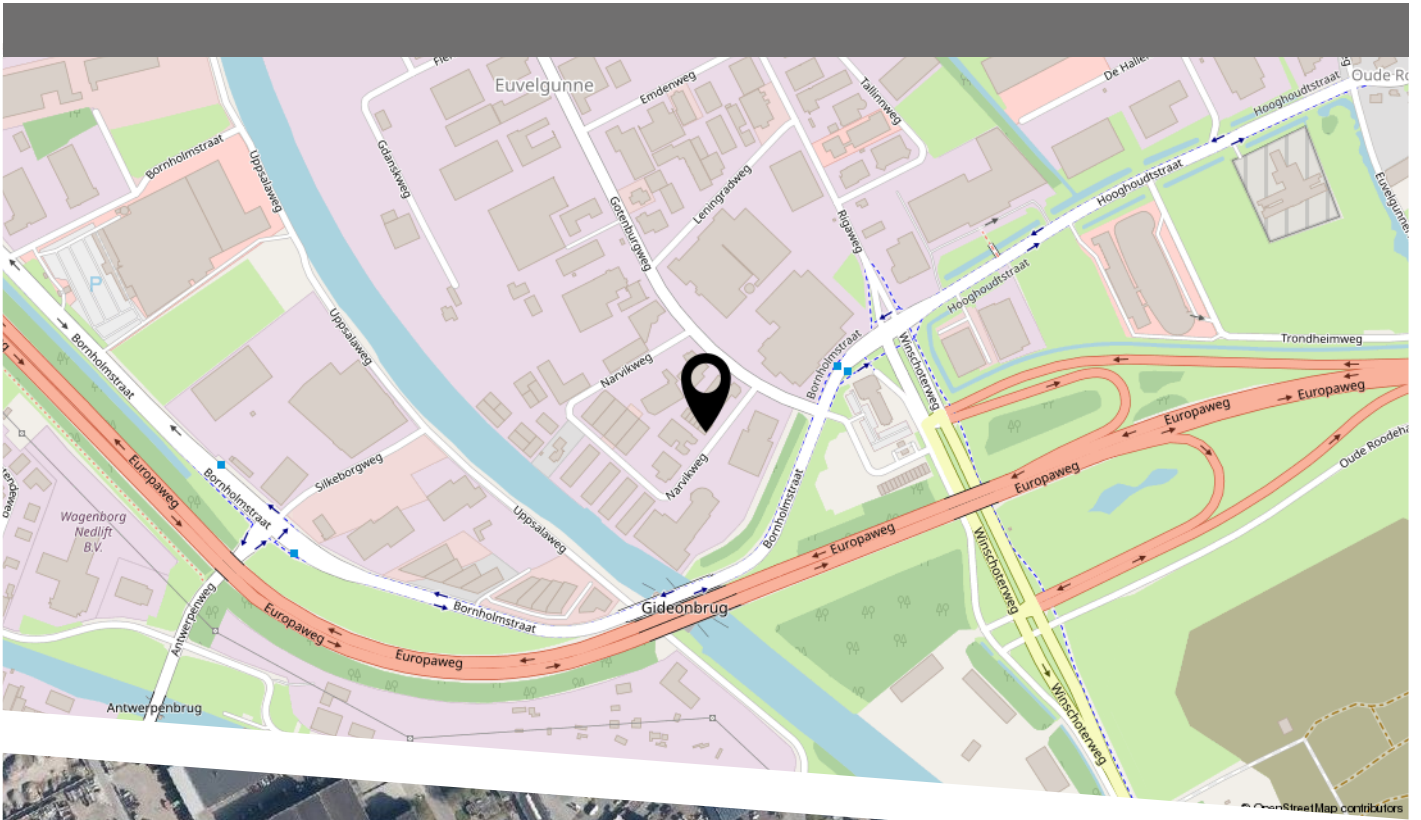 Euvelgunne
Emdenweg
Tallinnweg
De Halle
Hooghoudtstraat
Oude Ro
Bornholmstraat
Uppsalaweg
Gdanskweg
Leningradweg
Hooghoudtstraat
Gotenburgweg
Rigaweg
Hooghoudtstraat
P
Uppsalaweg
Bornholmstraat
Narvikweg
Bornholmstraat
Winschoterweg
Trondheimweg
Europaweg
Europaweg
Oude Roodeha
Silkeborgweg
Narvikweg
Europaweg
Europaweg
Bornholmstraat
Bornholmstraat
Uppsalaweg
Europaweg
Wagenborg
Nedlift
B.V.
Antwerpenweg
Europaweg
Bornholmstraat
Gideonbrug
Winschoterweg
Europaweg
Winschoterweg
Antwerpenbrug
© OpenStreetMap contributors